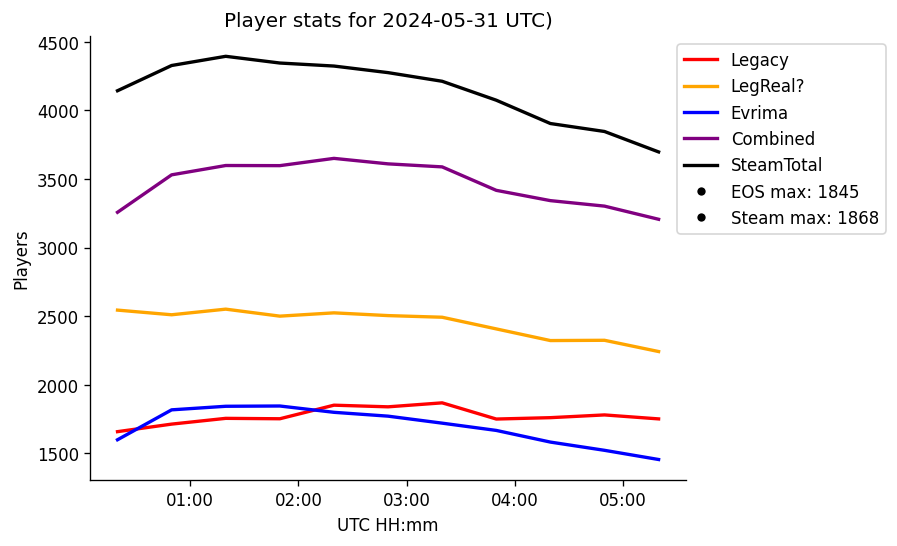 Player stats for 2024-05-31 UTC)
4500
4000
3500
3000
2500
2000
1500
Players
01:00 02:00 03:00 04:00 05:00
UTC HH:mm
Legacy
LegReal?
Evrima
Combined
SteamTotal
EOS max: 1845
Steam max: 1868